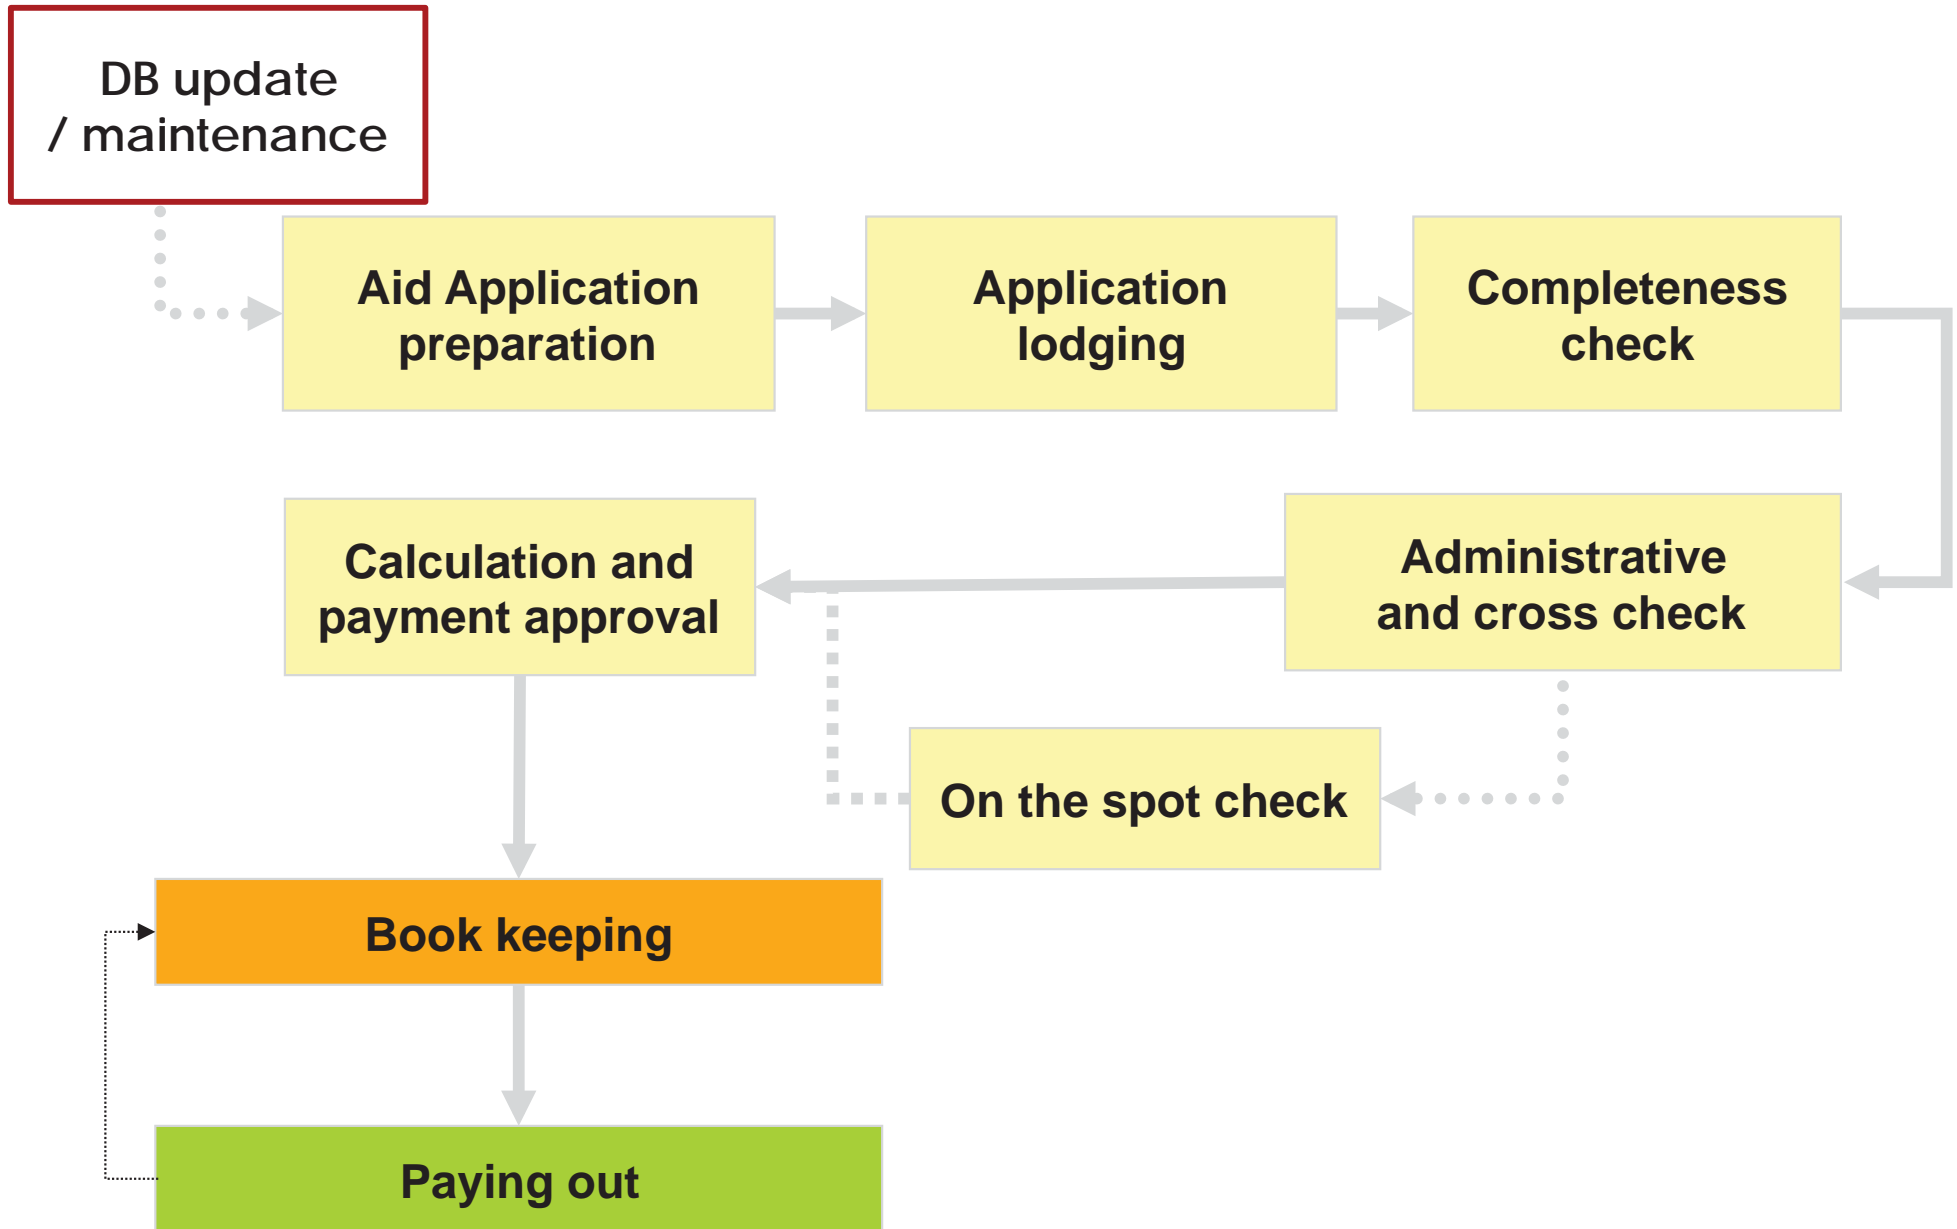 DB update
/ maintenance
Aid Application
preparation
Application
lodging
Completeness
check
Calculation and
payment approval
Administrative
and cross check
On the spot check
Book keeping
Paying out